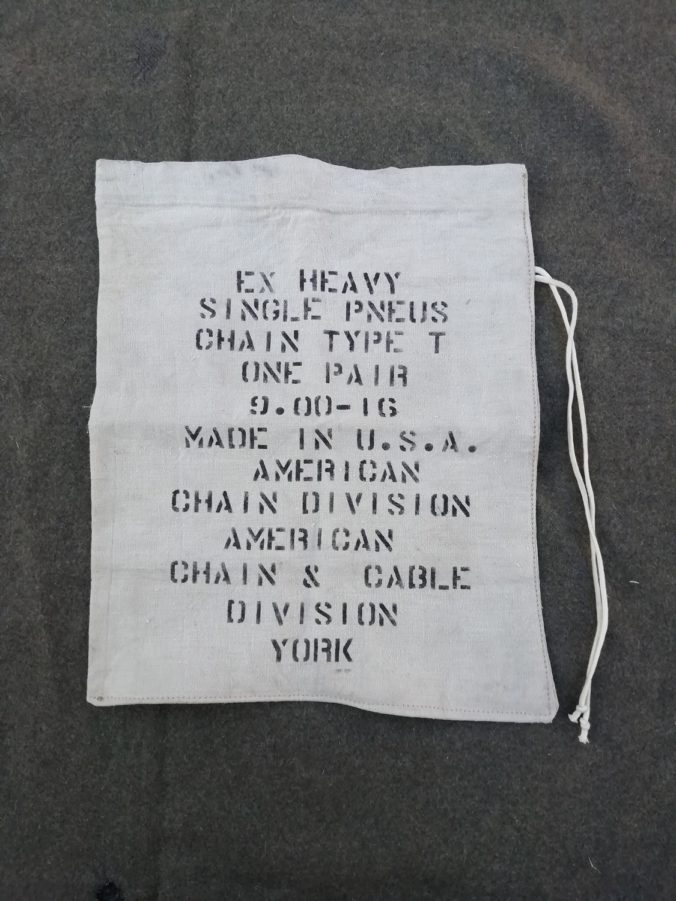 EX HEAVY
SINGLE PNEUS
CHAIN TYPE T
ONE PAIR
9.00-16
MADE IN U.S.A.
AMERICAN
CHAIN DIVISION
AMERICAN
CHAIN & CABLE
DIVISION
YORK